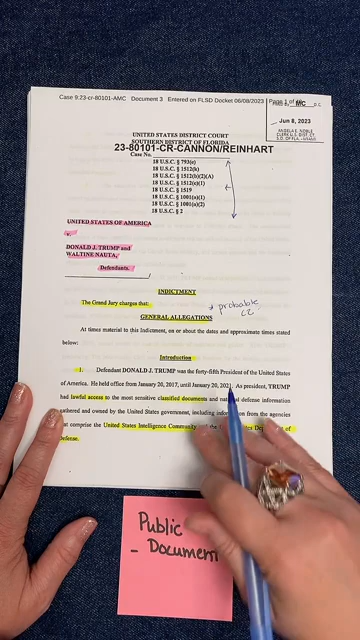 Case 9:23-cr-80101-AMC Document 3 Entered on FLSD Docket 06/08/2023 Page 1 of
MC D.C.
Jun 8, 2023
ANGELA E. NOBLE
CLERK U.S. DIST. CT.
S.D. OF FLA.
UNITED STATES DISTRICT COURT
SOUTHERN DISTRICT OF FLORIDA
23-80101-CR-CANNON/REINHART
Case No.
18 U.S.C. § 793(e)
18 U.S.C. § 1512(k)
18 U.S.C. § 1512(b)(2)(A)
18 U.S.C. § 1512(c)(1)
18 U.S.C. § 1519
18 U.S.C. § 1001(a)(1)
18 U.S.C. § 1001(a)(2)
18 U.S.C. § 2
UNITED STATES OF AMERICA
v.
DONALD J. TRUMP and
WALTINE NAUTA,
Defendants.
INDICTMENT
The Grand Jury charges that:
* probable
GENERAL ALLEGATIONS
At times material to this Indictment, on or about the dates and approximate times stated
below:
Introduction
1. Defendant DONALD J. TRUMP was the forty-fifth President of the United States
of America. He held office from January 20, 2017, until January 20, 2021. As president, TRUMP
had lawful access to the most sensitive classified documents and national defense information
gathered and owned by the United States government, including information from the agencies
that comprise the United States Intelligence Community and the States Department of
Defense.
Public
- Document